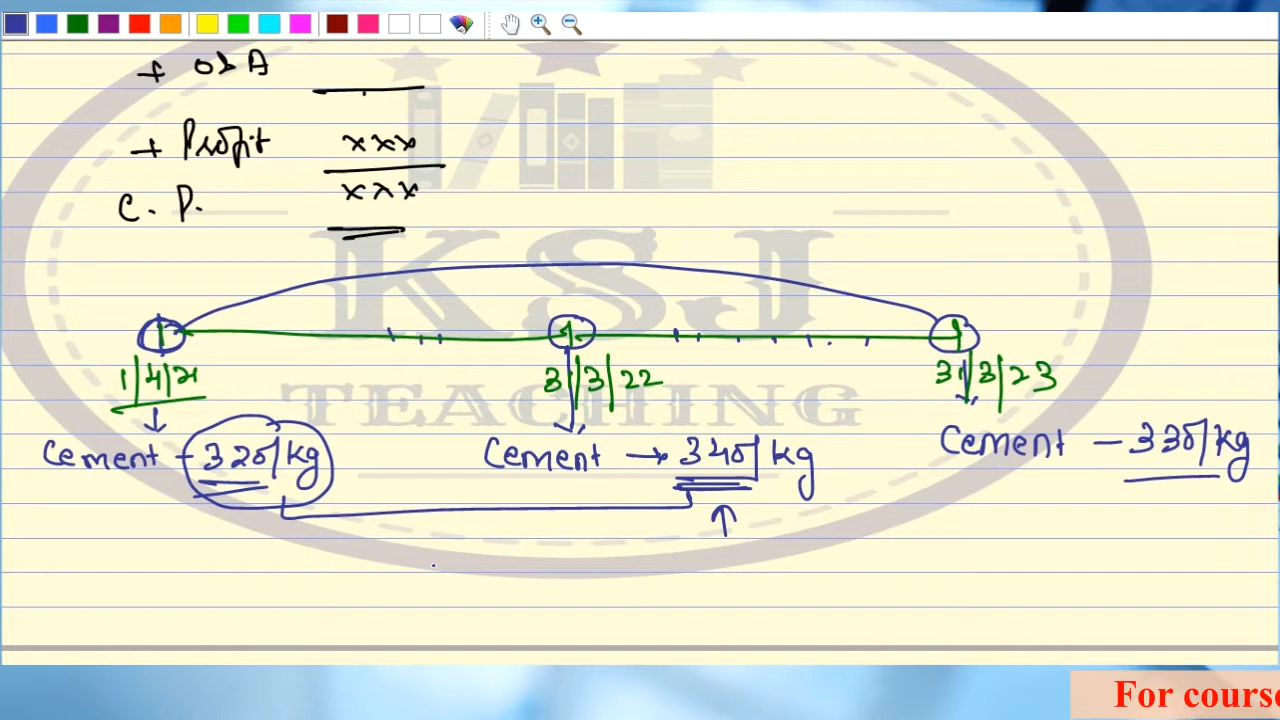 + O&A
+ Profit xxx
C.P. xxx
KSJ
TEACHING
1/4/21 31/3/22 31/3/23
Cement - 320/kg Cement → 340/kg Cement - 330/kg
For course